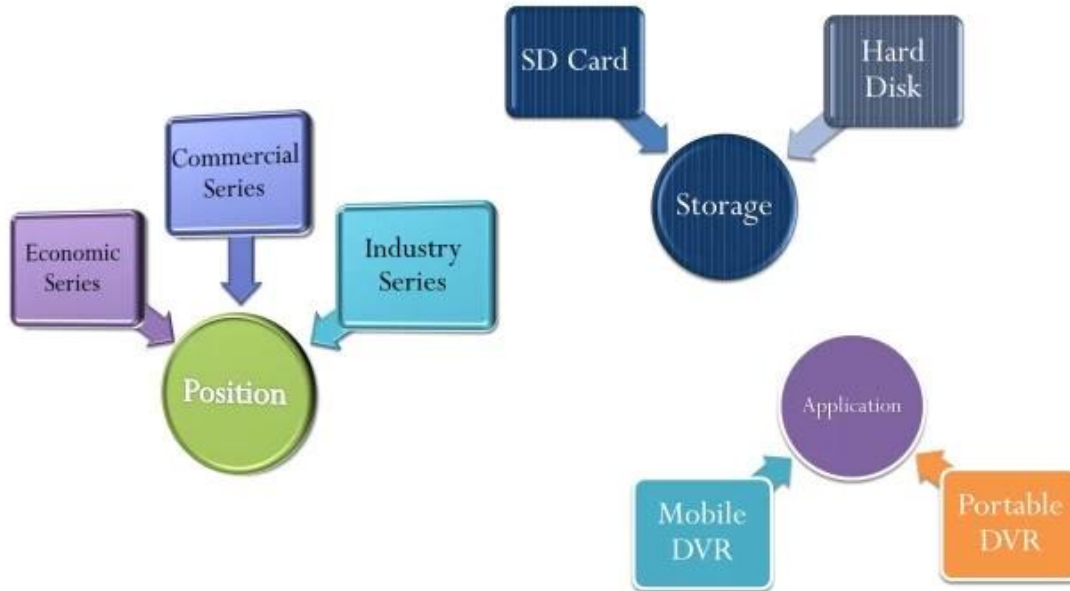 SD Card
Hard
Disk
Storage
Commercial
Series
Economic
Series
Industry
Series
Position
Application
Mobile
DVR
Portable
DVR